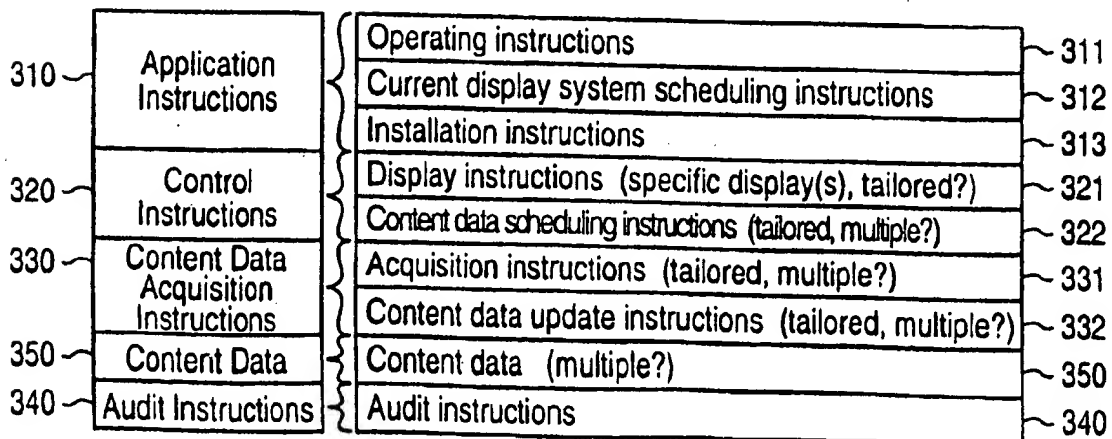 310
Application
Instructions
Operating instructions
311
Current display system scheduling instructions
312
Installation instructions
313
320
Control
Instructions
Display instructions (specific display(s), tailored?)
321
Content data scheduling instructions (tailored, multiple?)
322
330
Content Data
Acquisition
Instructions
Acquisition instructions (tailored, multiple?)
331
Content data update instructions (tailored, multiple?)
332
350
Content Data
Content data (multiple?)
350
340
Audit Instructions
Audit instructions
340